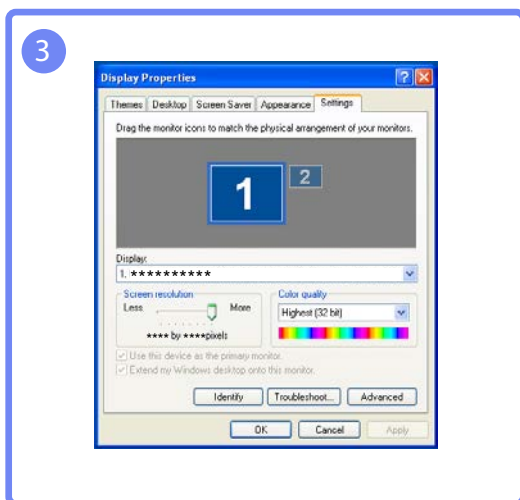 3
Display Properties
Themes Desktop Screen Saver Appearance Settings
Drag the monitor icons to match the physical arrangement of your monitors.
1 2
Display:
1. **********
Screen resolution Color quality
Less More Highest (32 bit)
**** by ****pixels
Use this device as the primary monitor.
Extend my Windows desktop onto this monitor.
Identify Troubleshoot... Advanced
OK Cancel Apply